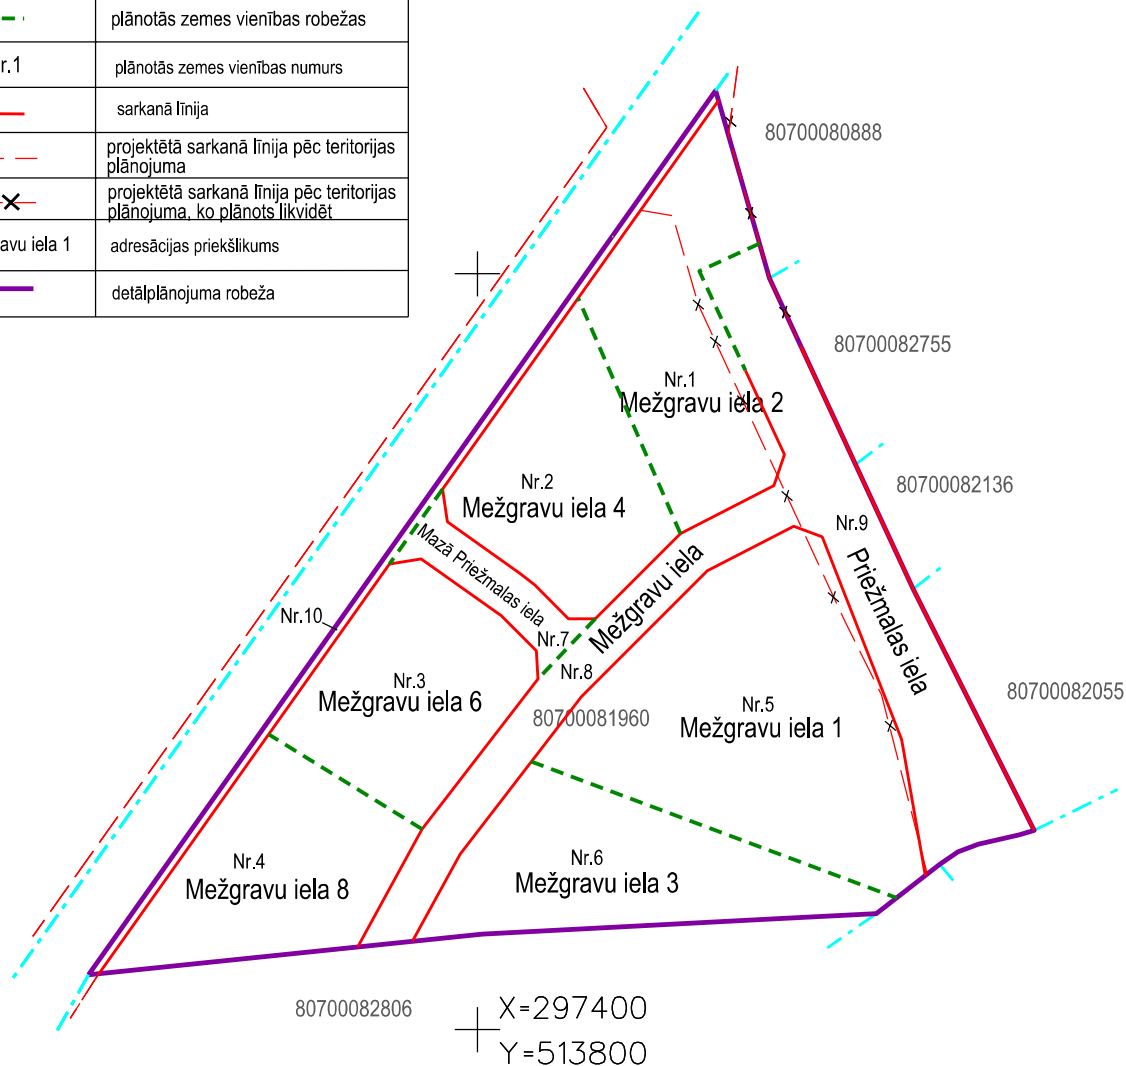 plānotās zemes vienības robežas
r.1
plānotās zemes vienības numurs
sarkanā līnija
projektētā sarkanā līnija pēc teritorijas
plānojuma
projektētā sarkanā līnija pēc teritorijas
plānojuma, ko plānots likvidēt
avu iela 1
adresācijas priekšlikums
detālplānojuma robeža
80700080888
80700082755
Nr.1
Mežgravu iela 2
80700082136
Nr.2
Mežgravu iela 4
Nr.9
Priežmalas iela
Mazā Priežmalas iela
Mežgravu iela
Nr.10
Nr.7
Nr.8
Nr.3
Mežgravu iela 6
80700081960
Nr.5
Mežgravu iela 1
80700082055
Nr.4
Mežgravu iela 8
Nr.6
Mežgravu iela 3
80700082806
X=297400
Y=513800